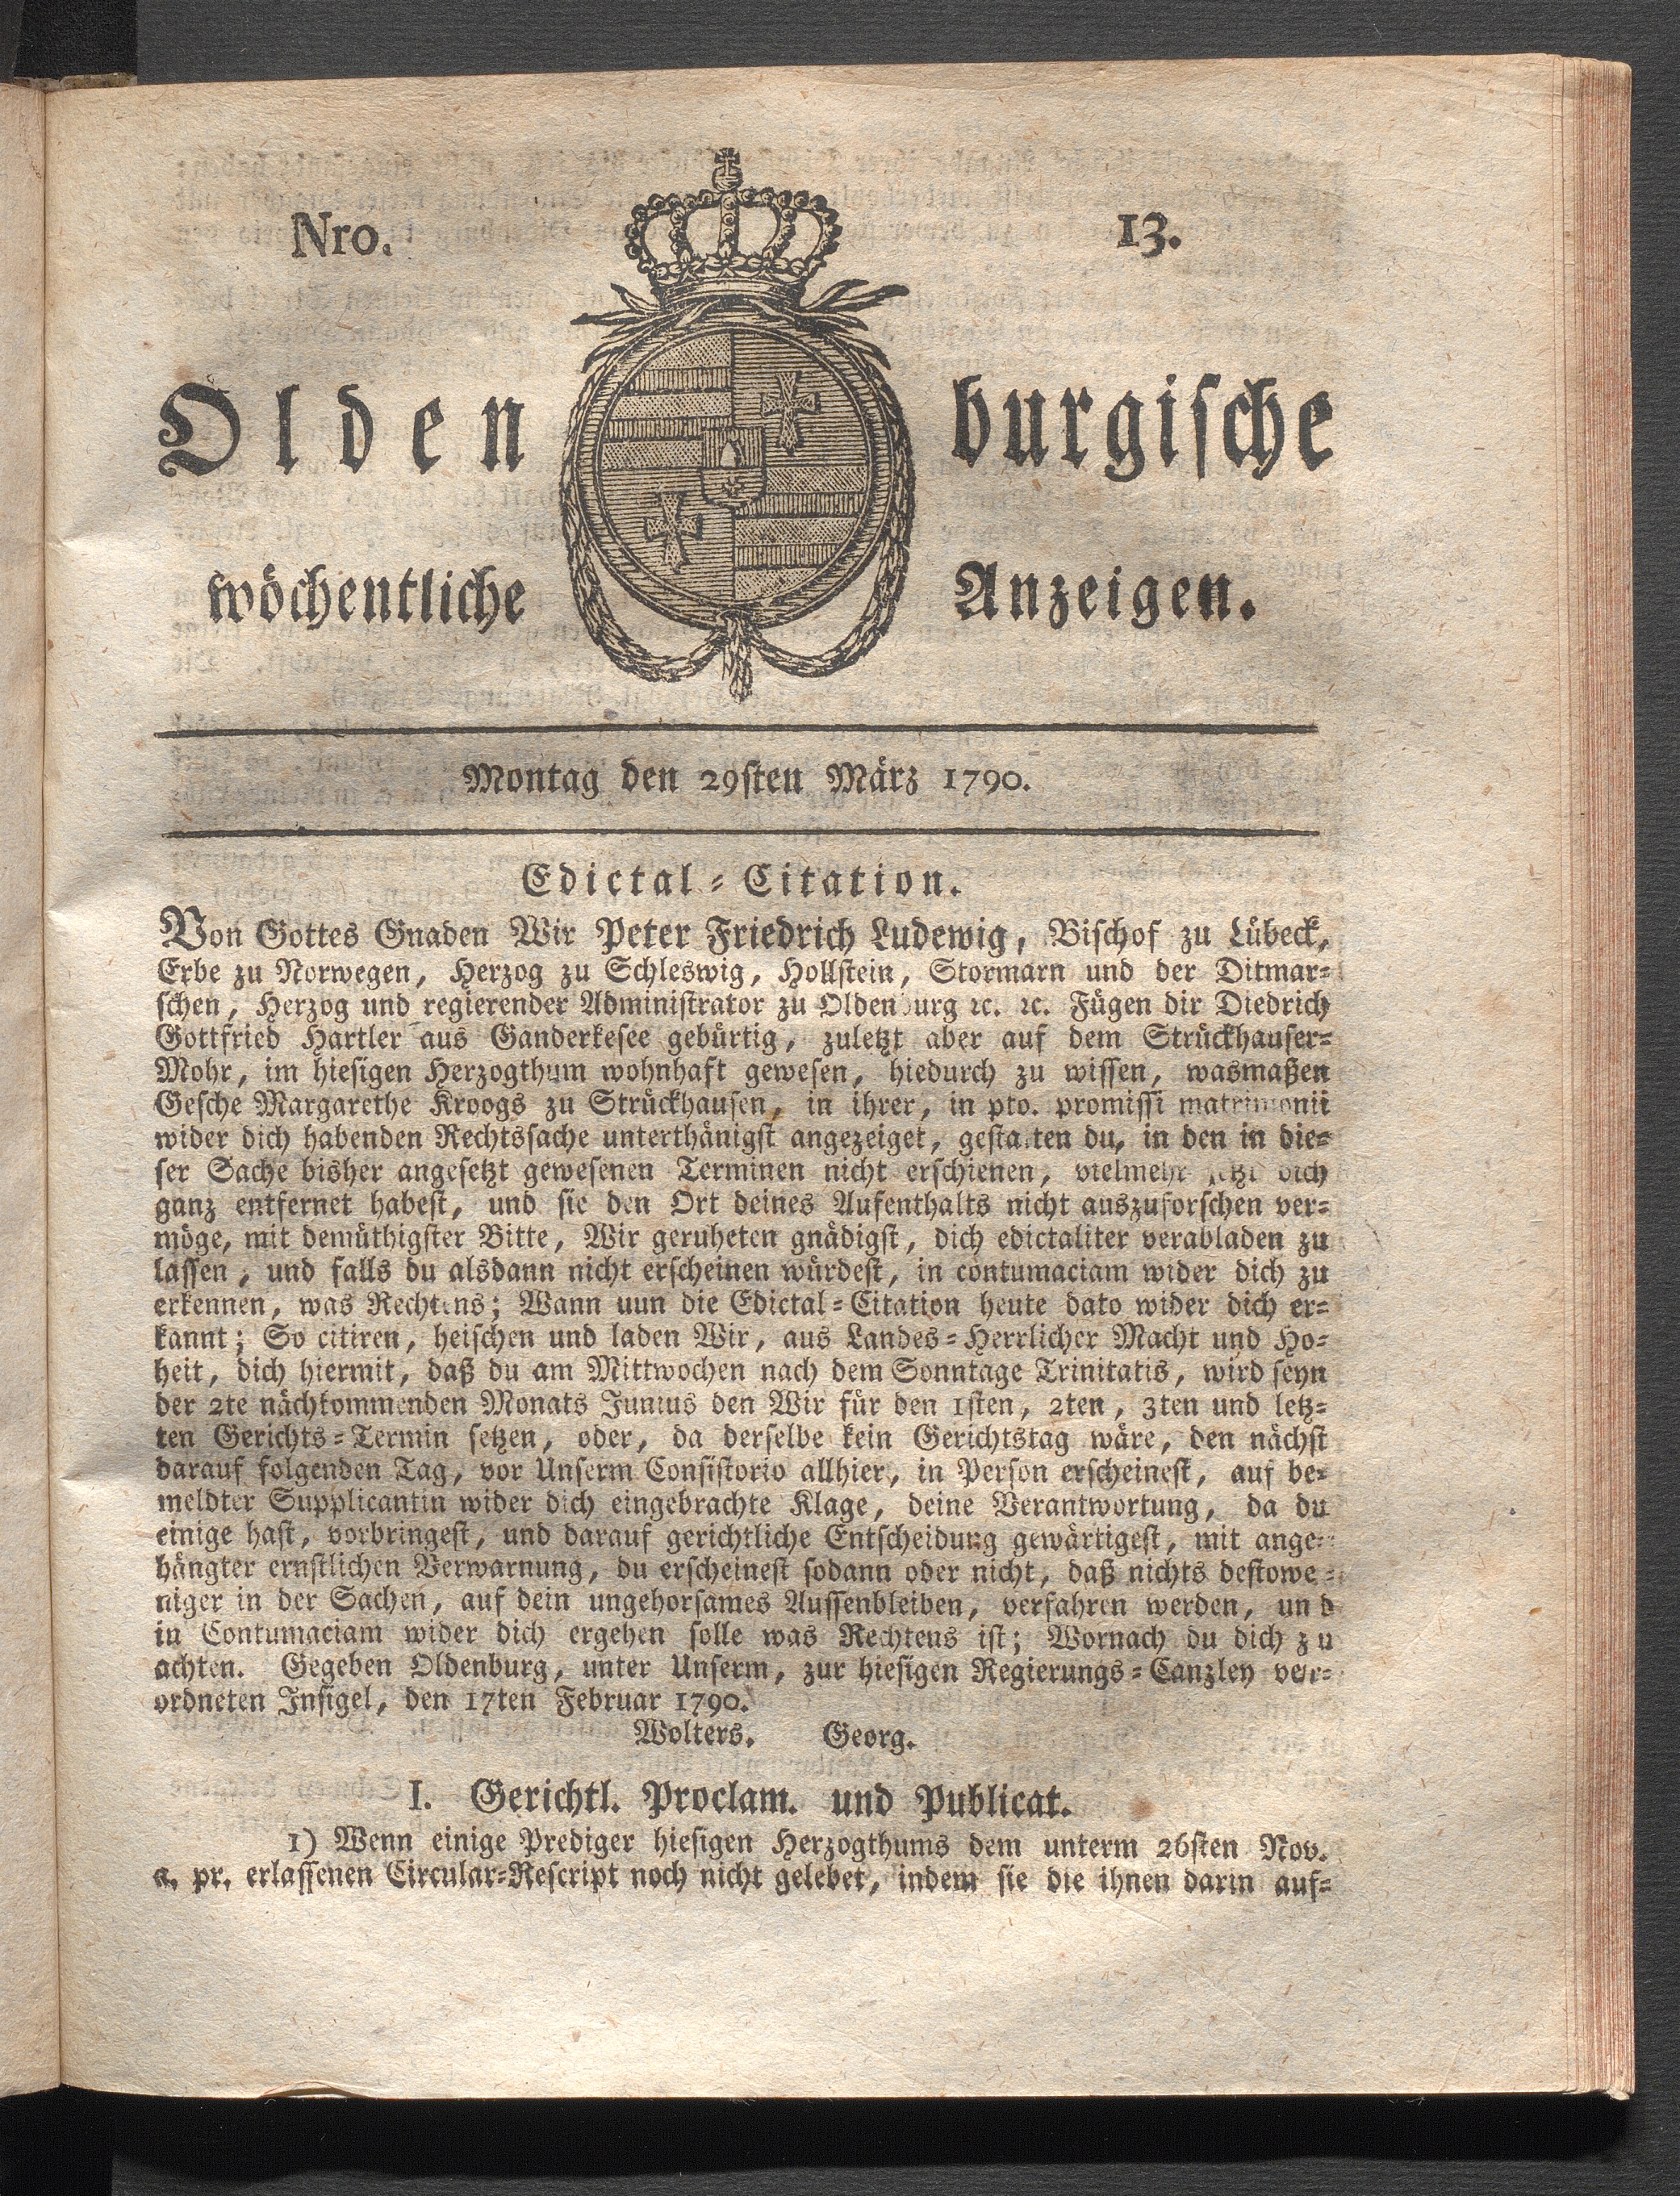 Nro. 13.
Oldenburgische
wöchentliche Anzeigen.
Montag den 29sten März 1790.
Edictal-Citation.
Von Gottes Gnaden Wir Peter Friedrich Ludewig, Bischof zu Lübeck,
Erbe zu Norwegen, Herzog zu Schleswig, Hollstein, Stormarn und der Ditmar-
schen, Herzog und regierender Administrator zu Oldenburg ꝛc. ꝛc. Fügen dir Diedrich
Gottfried Hartler aus Ganderkesee gebürtig, zuletzt aber auf dem Strückhauser-
Mohr, im hiesigen Herzogthum wohnhaft gewesen, hiedurch zu wissen, wasmaßen
Gesche Margarethe Kroogs zu Strückhausen, in ihrer, in pto. promissi matrimonii
wider dich habenden Rechtssache unterthänigst angezeiget, gestalten du, in den in die-
ser Sache bisher angesetzt gewesenen Terminen nicht erschienen, vielmehr jetzt dich
ganz entfernet habest, und sie den Ort deines Aufenthalts nicht auszuforschen ver-
möge, mit demüthigster Bitte, Wir geruheten gnädigst, dich edictaliter verabladen zu
lassen, und falls du alsdann nicht erscheinen würdest, in contumaciam wider dich zu
erkennen, was Rechtens; Wann nun die Edictal-Citation heute dato wider dich er-
kannt; So citiren, heischen und laden Wir, aus Landes-Herrlicher Macht und Ho-
heit, dich hiermit, daß du am Mittwochen nach dem Sonntage Trinitatis, wird seyn
der 2te nächkommenden Monats Junius den Wir für den 1sten, 2ten, 3ten und letz-
ten Gerichts-Termin setzen, oder, da derselbe kein Gerichtstag wäre, den nächst
darauf folgenden Tag, vor Unserm Consistorio allhier, in Person erscheinest, auf be-
meldter Supplicantin wider dich eingebrachte Klage, deine Verantwortung, da du
einige hast, vorbringest, und darauf gerichtliche Entscheidung gewärtigest, mit ange-
hängter ernstlichen Verwarnung, du erscheinest sodann oder nicht, daß nichts destowe-
niger in der Sachen, auf dein ungehorsames Aussenbleiben, verfahren werden, und
in Contumaciam wider dich ergehen solle was Rechtens ist; Wornach du dich zu
achten. Gegeben Oldenburg, unter Unserm, zur hiesigen Regierungs-Canzley ver-
ordneten Insigel, den 17ten Februar 1790.
Wolters. Georg.
I. Gerichtl. Proclam. und Publicat.
1) Wenn einige Prediger hiesigen Herzogthums dem unterm 26sten Nov.
a. pr. erlassenen Circular-Rescript noch nicht gelebet, indem sie die ihnen darin auf-